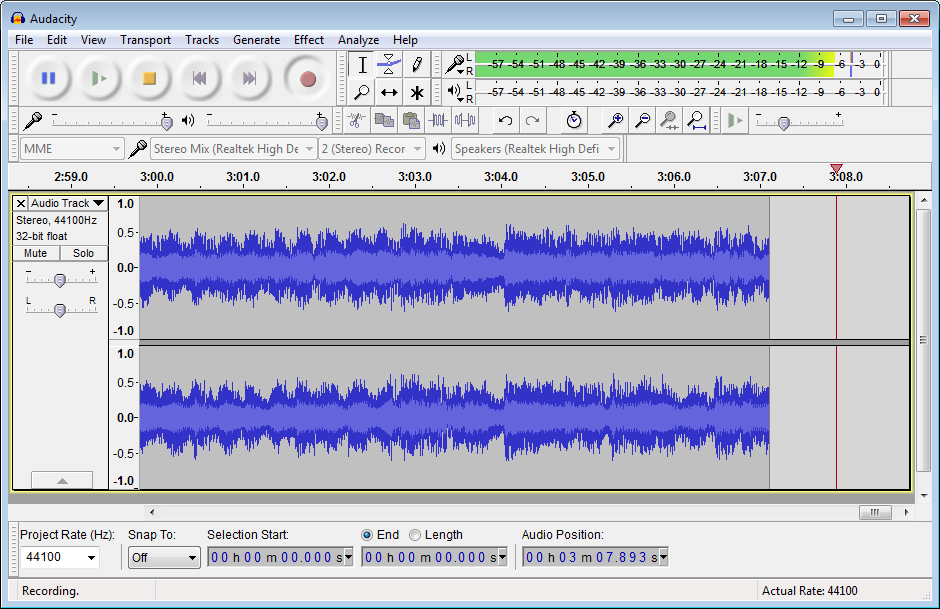 Audacity
File Edit View Transport Tracks Generate Effect Analyze Help
L
R
-57 -54 -51 -48 -45 -42 -39 -36 -33 -30 -27 -24 -21 -18 -15 -12 -9 -6 -3 0
L
R
-57 -54 -51 -48 -45 -42 -39 -36 -33 -30 -27 -24 -21 -18 -15 -12 -9 -6 -3 0
- + - + - +
MME Stereo Mix (Realtek High De 2 (Stereo) Recor Speakers (Realtek High Defi
2:59.0 3:00.0 3:01.0 3:02.0 3:03.0 3:04.0 3:05.0 3:06.0 3:07.0 3:08.0
Audio Track 1.0
Stereo, 44100Hz
32-bit float 0.5-
Mute Solo
- + 0.0-
L R -0.5-
-1.0
1.0
0.5-
0.0-
-0.5-
-1.0
Project Rate (Hz): Snap To: Selection Start: End Length Audio Position:
44100 Off 00 h 00 m 00.000 s 00 h 00 m 00.000 s 00 h 03 m 07.893 s
Recording. Actual Rate: 44100